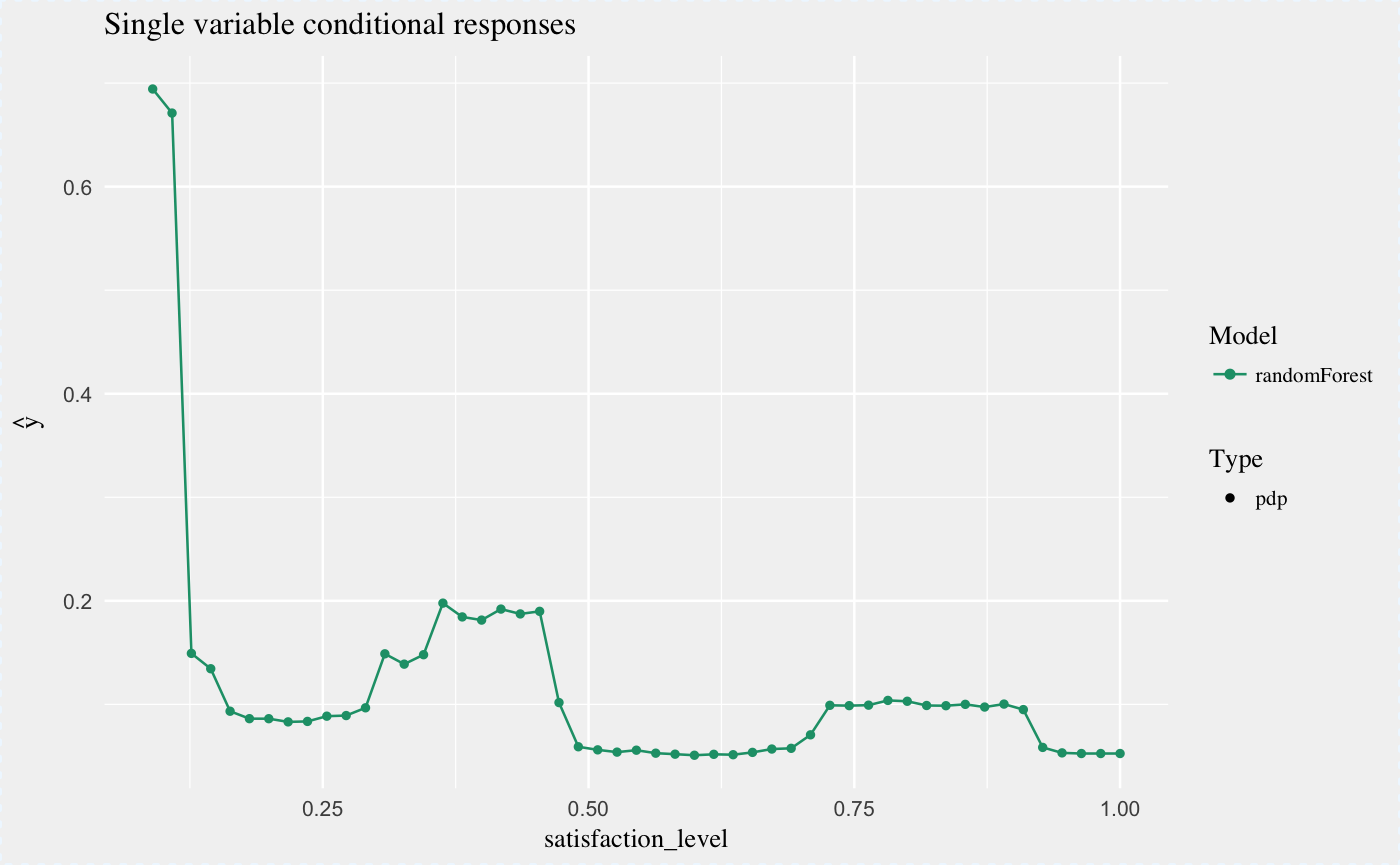 Single variable conditional responses
0.6
0.4
0.2
ŷ
0.25 0.50 0.75 1.00
satisfaction_level
Model
randomForest
Type
pdp